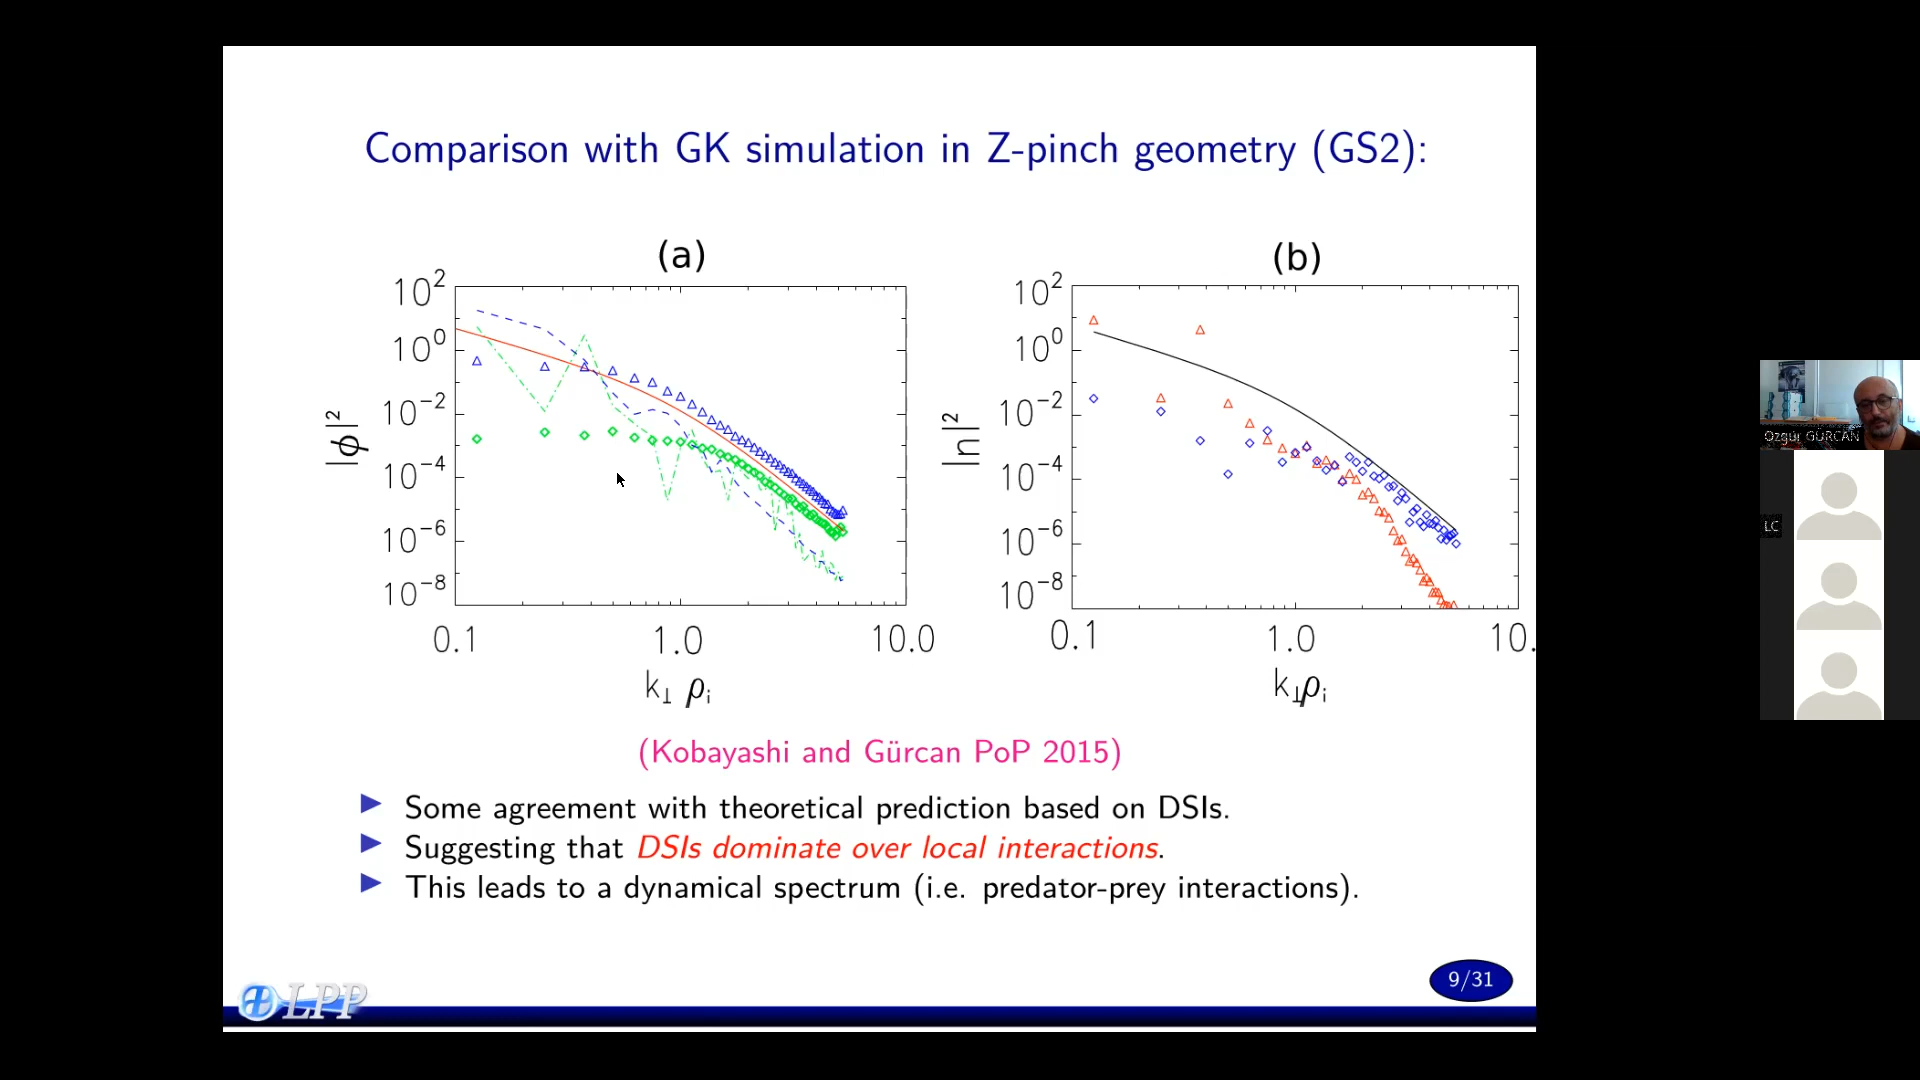 Comparison with GK simulation in Z-pinch geometry (GS2):
(a)
10²
10⁰
10⁻²
10⁻⁴
10⁻⁶
10⁻⁸
|ϕ|²
0.1 1.0 10.0
k⊥ ρᵢ
(b)
10²
10⁰
10⁻²
10⁻⁴
10⁻⁶
10⁻⁸
|n|²
0.1 1.0 10.
k⊥ρᵢ
(Kobayashi and Gürcan PoP 2015)
▶ Some agreement with theoretical prediction based on DSIs.
▶ Suggesting that DSIs dominate over local interactions.
▶ This leads to a dynamical spectrum (i.e. predator-prey interactions).
LPP
9/31
Özgür GÜRCAN
LC